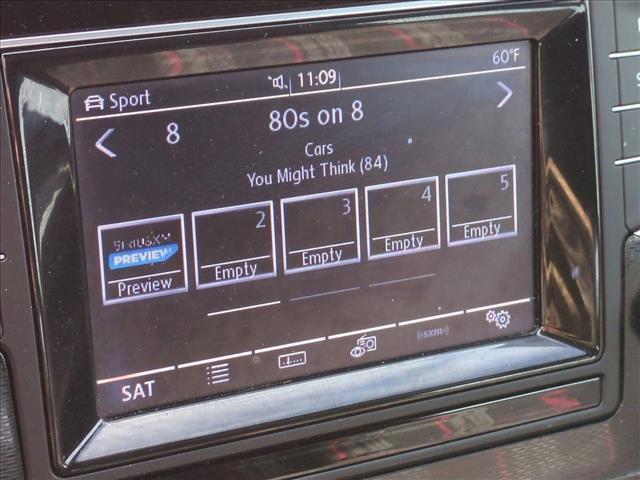 Sport 11:09 60°F
8 80s on 8
Cars
You Might Think (84)
2 3 4 5
SIRIUSXM
PREVIEW
Preview Empty Empty Empty Empty
SAT sxm